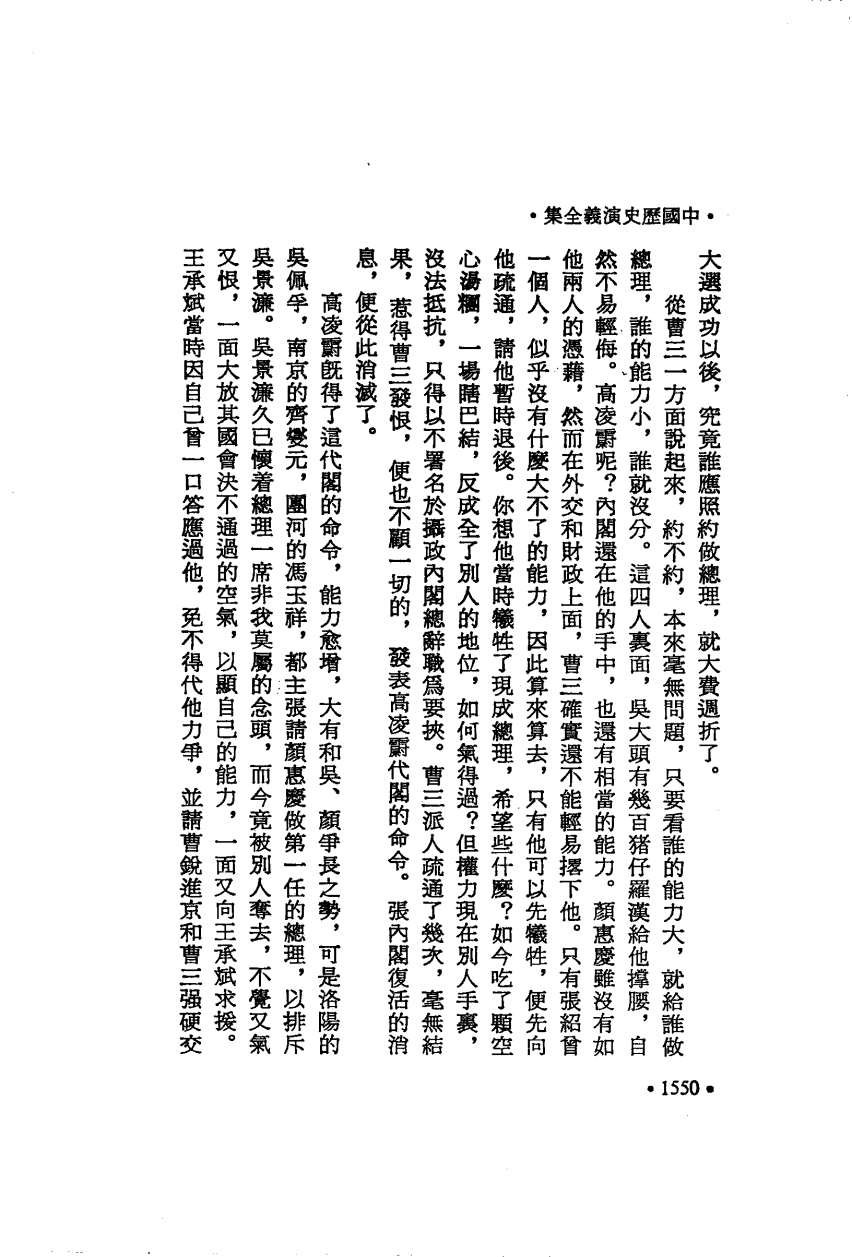 •中國歷史演義全集•
大選成功以後，究竟誰應照約做總理，就大費週折了。
從曹三一方面說起來，約不約，本來毫無問題，只要看誰的能力大，就給誰做
總理，誰的能力小，誰就沒分。這四人裏面，吳大頭有幾百猪仔羅漢給他撑腰，自
然不易輕侮。高凌霨呢？內閣還在他的手中，也還有相當的能力。顏惠慶雖沒有如
他兩人的憑藉，然而在外交和財政上面，曹三確實還不能輕易撂下他。只有張紹曾
一個人，似乎沒有什麼大不了的能力，因此算來算去，只有他可以先犧牲，便先向
他疏通，請他暫時退後。你想他當時犧牲了現成總理，希望些什麼？如今吃了顆空
心湯糰，一場瞎巴結，反成全了別人的地位，如何氣得過？但權力現在別人手裏，
沒法抵抗，只得以不署名於攝政內閣總辭職爲要挾。曹三派人疏通了幾次，毫無結
果，惹得曹三發恨，便也不顧一切的，發表高凌霨代閣的命令。張內閣復活的消
息，便從此消滅了。
高凌霨旣得了這代閣的命令，能力愈增，大有和吳、顏爭長之勢，可是洛陽的
吳佩孚，南京的齊燮元，團河的馮玉祥，都主張請顏惠慶做第一任的總理，以排斥
吳景濂。吳景濂久已懷着總理一席非我莫屬的念頭，而今竟被別人奪去，不覺又氣
又恨，一面大放其國會決不通過的空氣，以顯自己的能力，一面又向王承斌求援。
王承斌當時因自己曾一口答應過他，免不得代他力爭，並請曹銳進京和曹三强硬交
•1550•